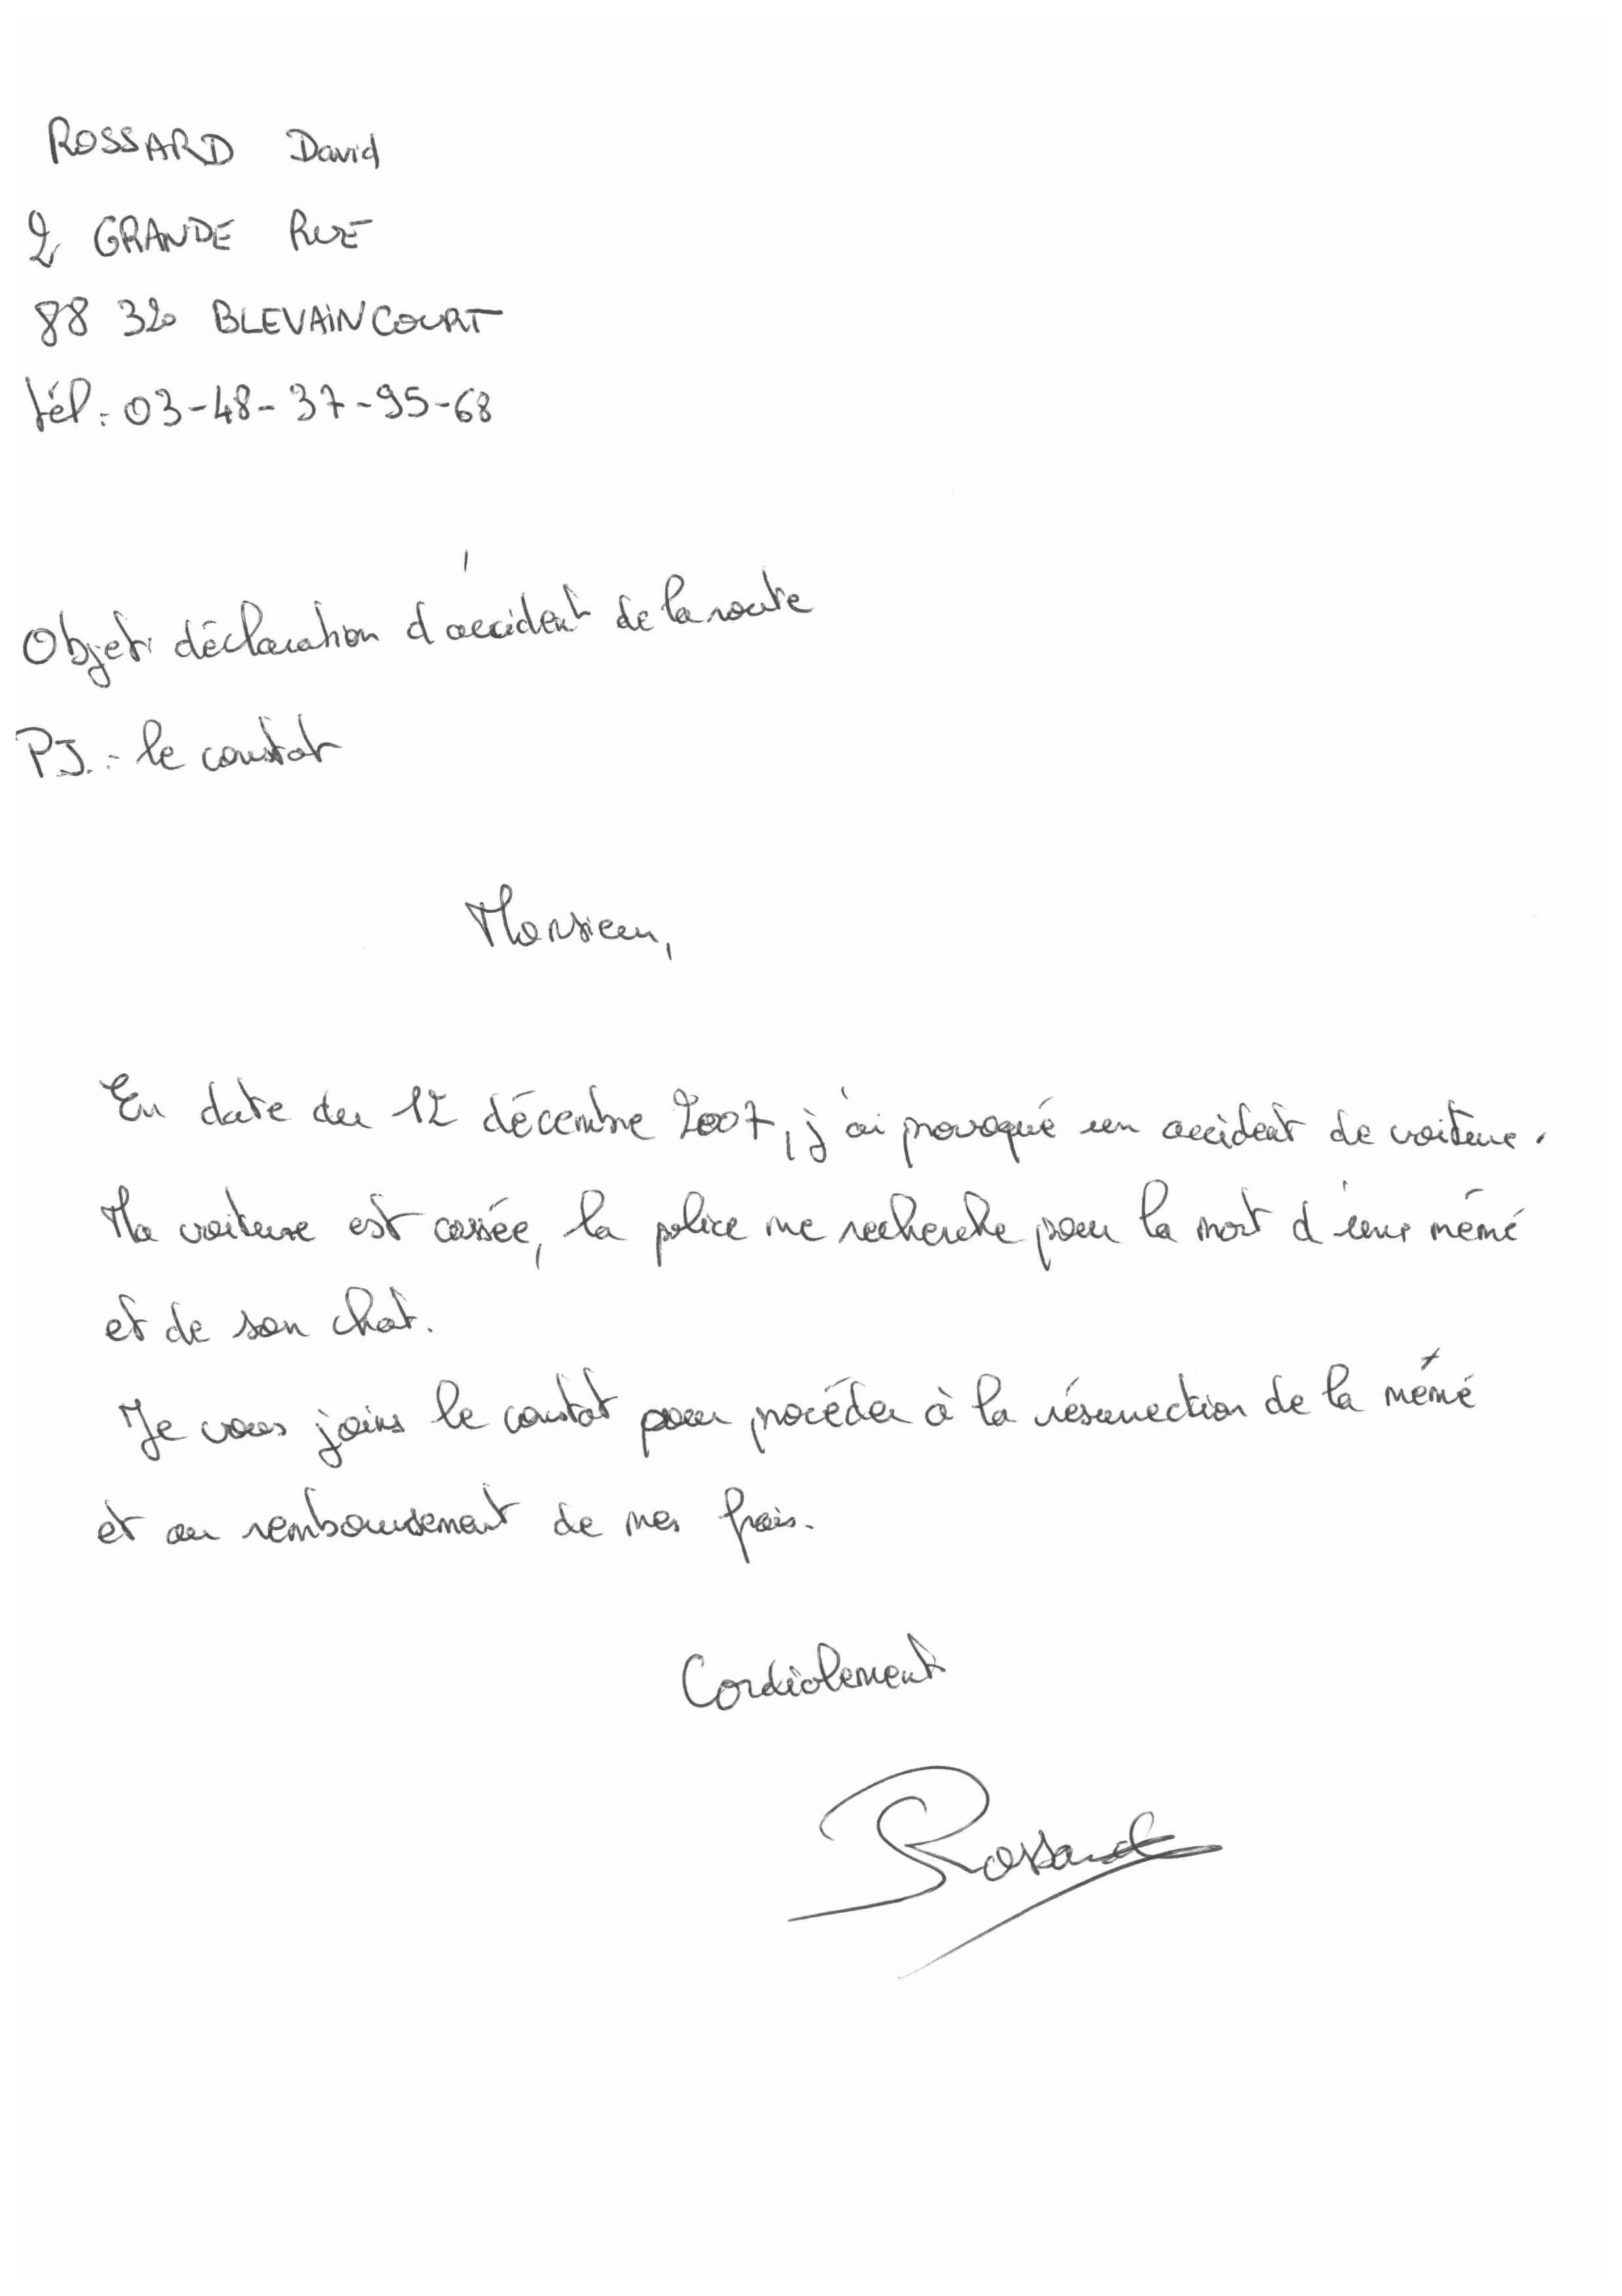 ROSSARD David
2 GRANDE RUE
88 320 BLEVAINCOURT
tél : 03-48-37-95-68
Objet : déclaration d'accident de la route
PJ : le constat
Monsieur,
En date du 12 décembre 2007, j'ai provoqué un accident de voiture.
Ma voiture est cassée, la police me recherche pour la mort d'une mémé
et de son chat.
Je vous joins le constat pour procéder à la résurrection de la mémé
et au remboursement de mes frais.
Cordialement
Rossard